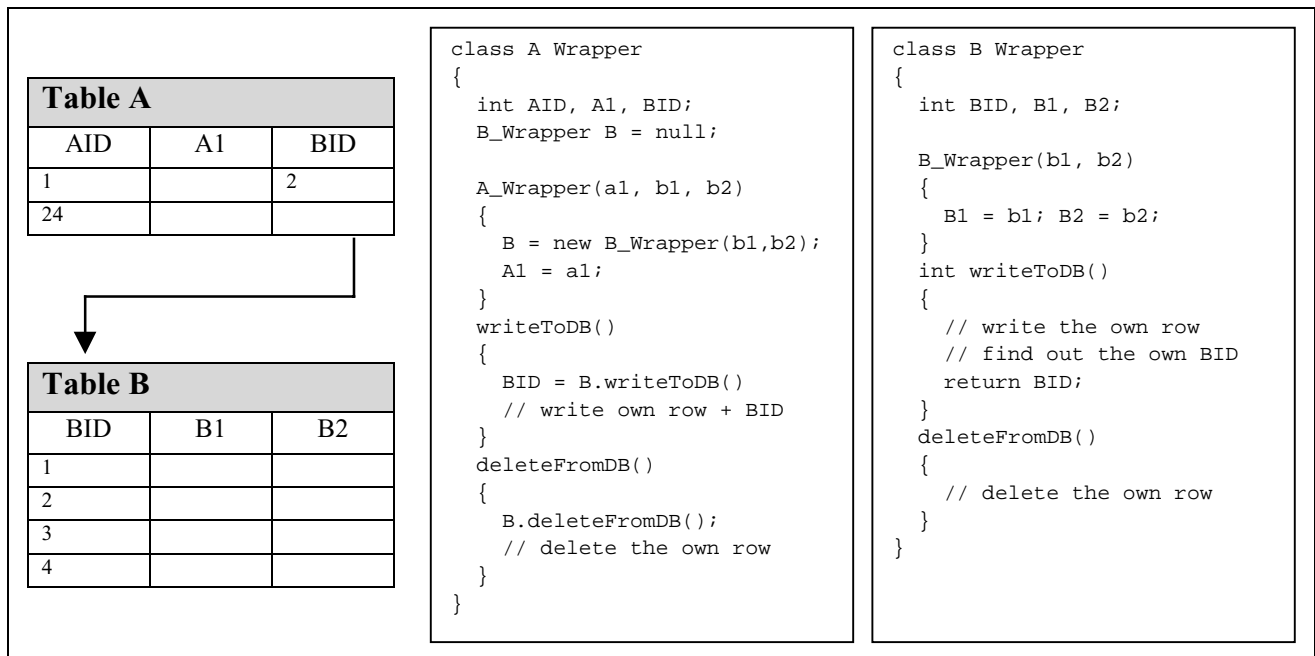 Table A
AID A1 BID
1 2
24
Table B
BID B1 B2
1
2
3
4
class A Wrapper
{
int AID, A1, BID;
B_Wrapper B = null;
A_Wrapper(a1, b1, b2)
{
B = new B_Wrapper(b1,b2);
A1 = a1;
}
writeToDB()
{
BID = B.writeToDB()
// write own row + BID
}
deleteFromDB()
{
B.deleteFromDB();
// delete the own row
}
}
class B Wrapper
{
int BID, B1, B2;
B_Wrapper(b1, b2)
{
B1 = b1; B2 = b2;
}
int writeToDB()
{
// write the own row
// find out the own BID
return BID;
}
deleteFromDB()
{
// delete the own row
}
}